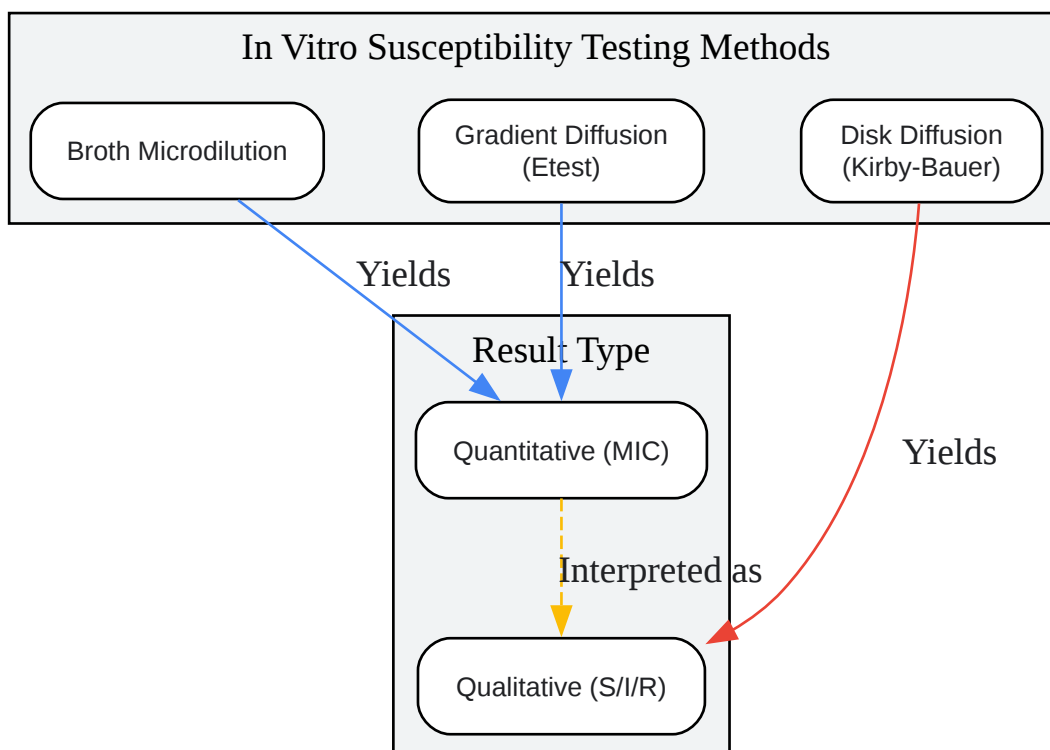 In Vitro Susceptibility Testing Methods
Broth Microdilution
Gradient Diffusion
(Etest)
Disk Diffusion
(Kirby-Bauer)
Yields
Yields
Result Type
Quantitative (MIC)
Yields
Interpreted as
Qualitative (S/I/R)